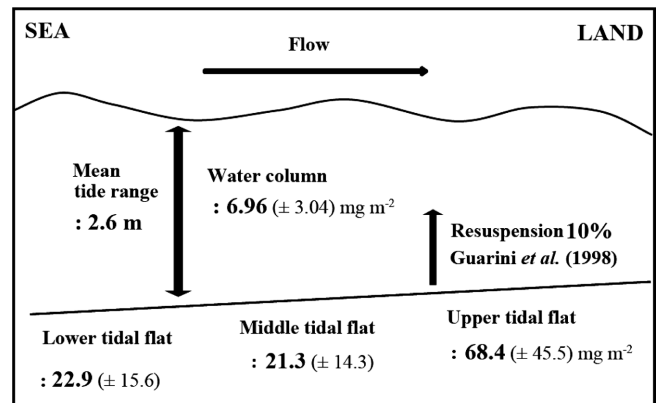 SEA
LAND
Flow
Mean
tide range
: 2.6 m
Water column
: 6.96 (± 3.04) mg m⁻²
Resuspension 10%
Guarini et al. (1998)
Lower tidal flat
: 22.9 (± 15.6)
Middle tidal flat
: 21.3 (± 14.3)
Upper tidal flat
: 68.4 (± 45.5) mg m⁻²